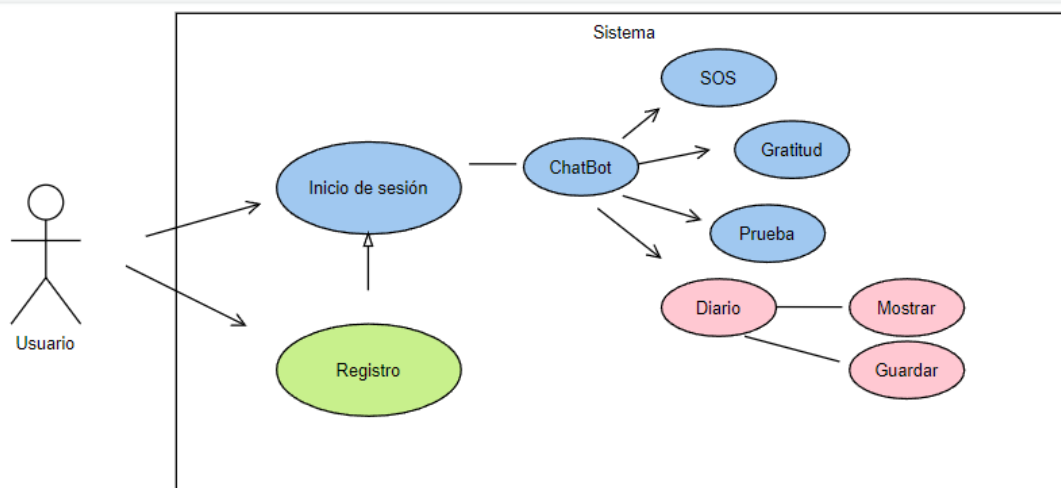 Sistema
SOS
Gratitud
ChatBot
Inicio de sesión
Prueba
Diario
Mostrar
Usuario
Registro
Guardar